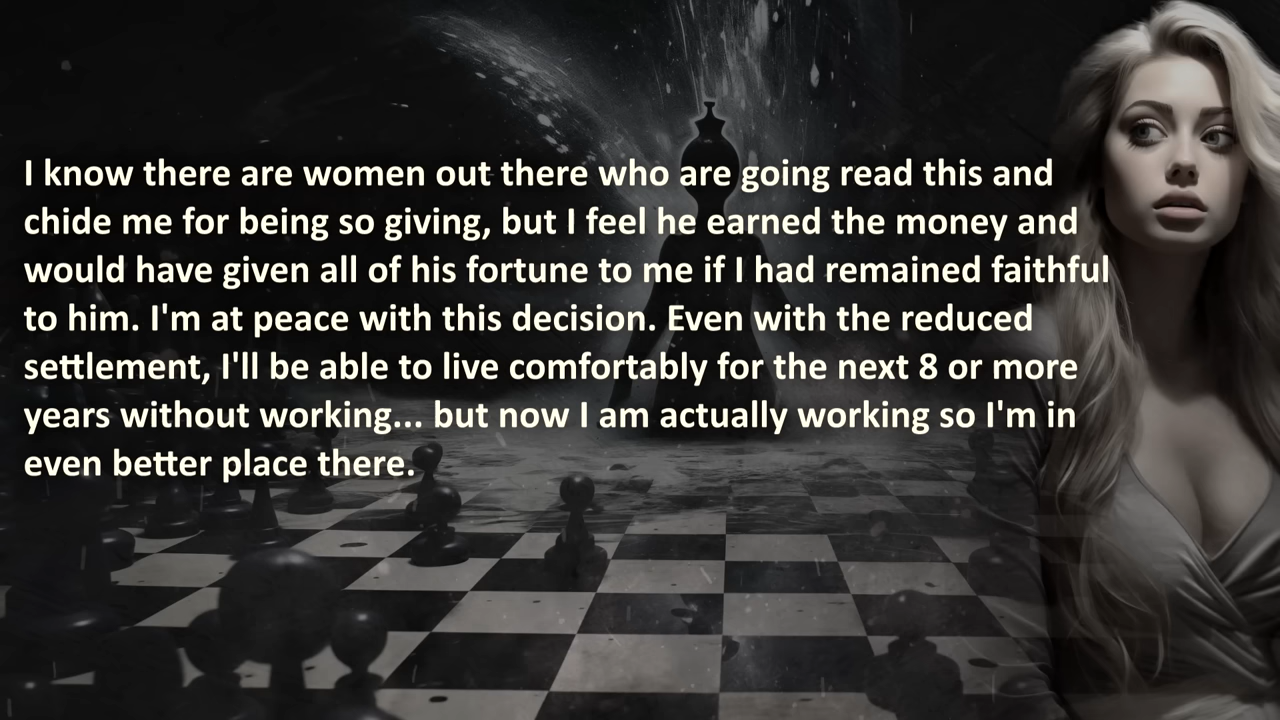 I know there are women out there who are going read this and
chide me for being so giving, but I feel he earned the money and
would have given all of his fortune to me if I had remained faithful
to him. I'm at peace with this decision. Even with the reduced
settlement, I'll be able to live comfortably for the next 8 or more
years without working... but now I am actually working so I'm in
even better place there.